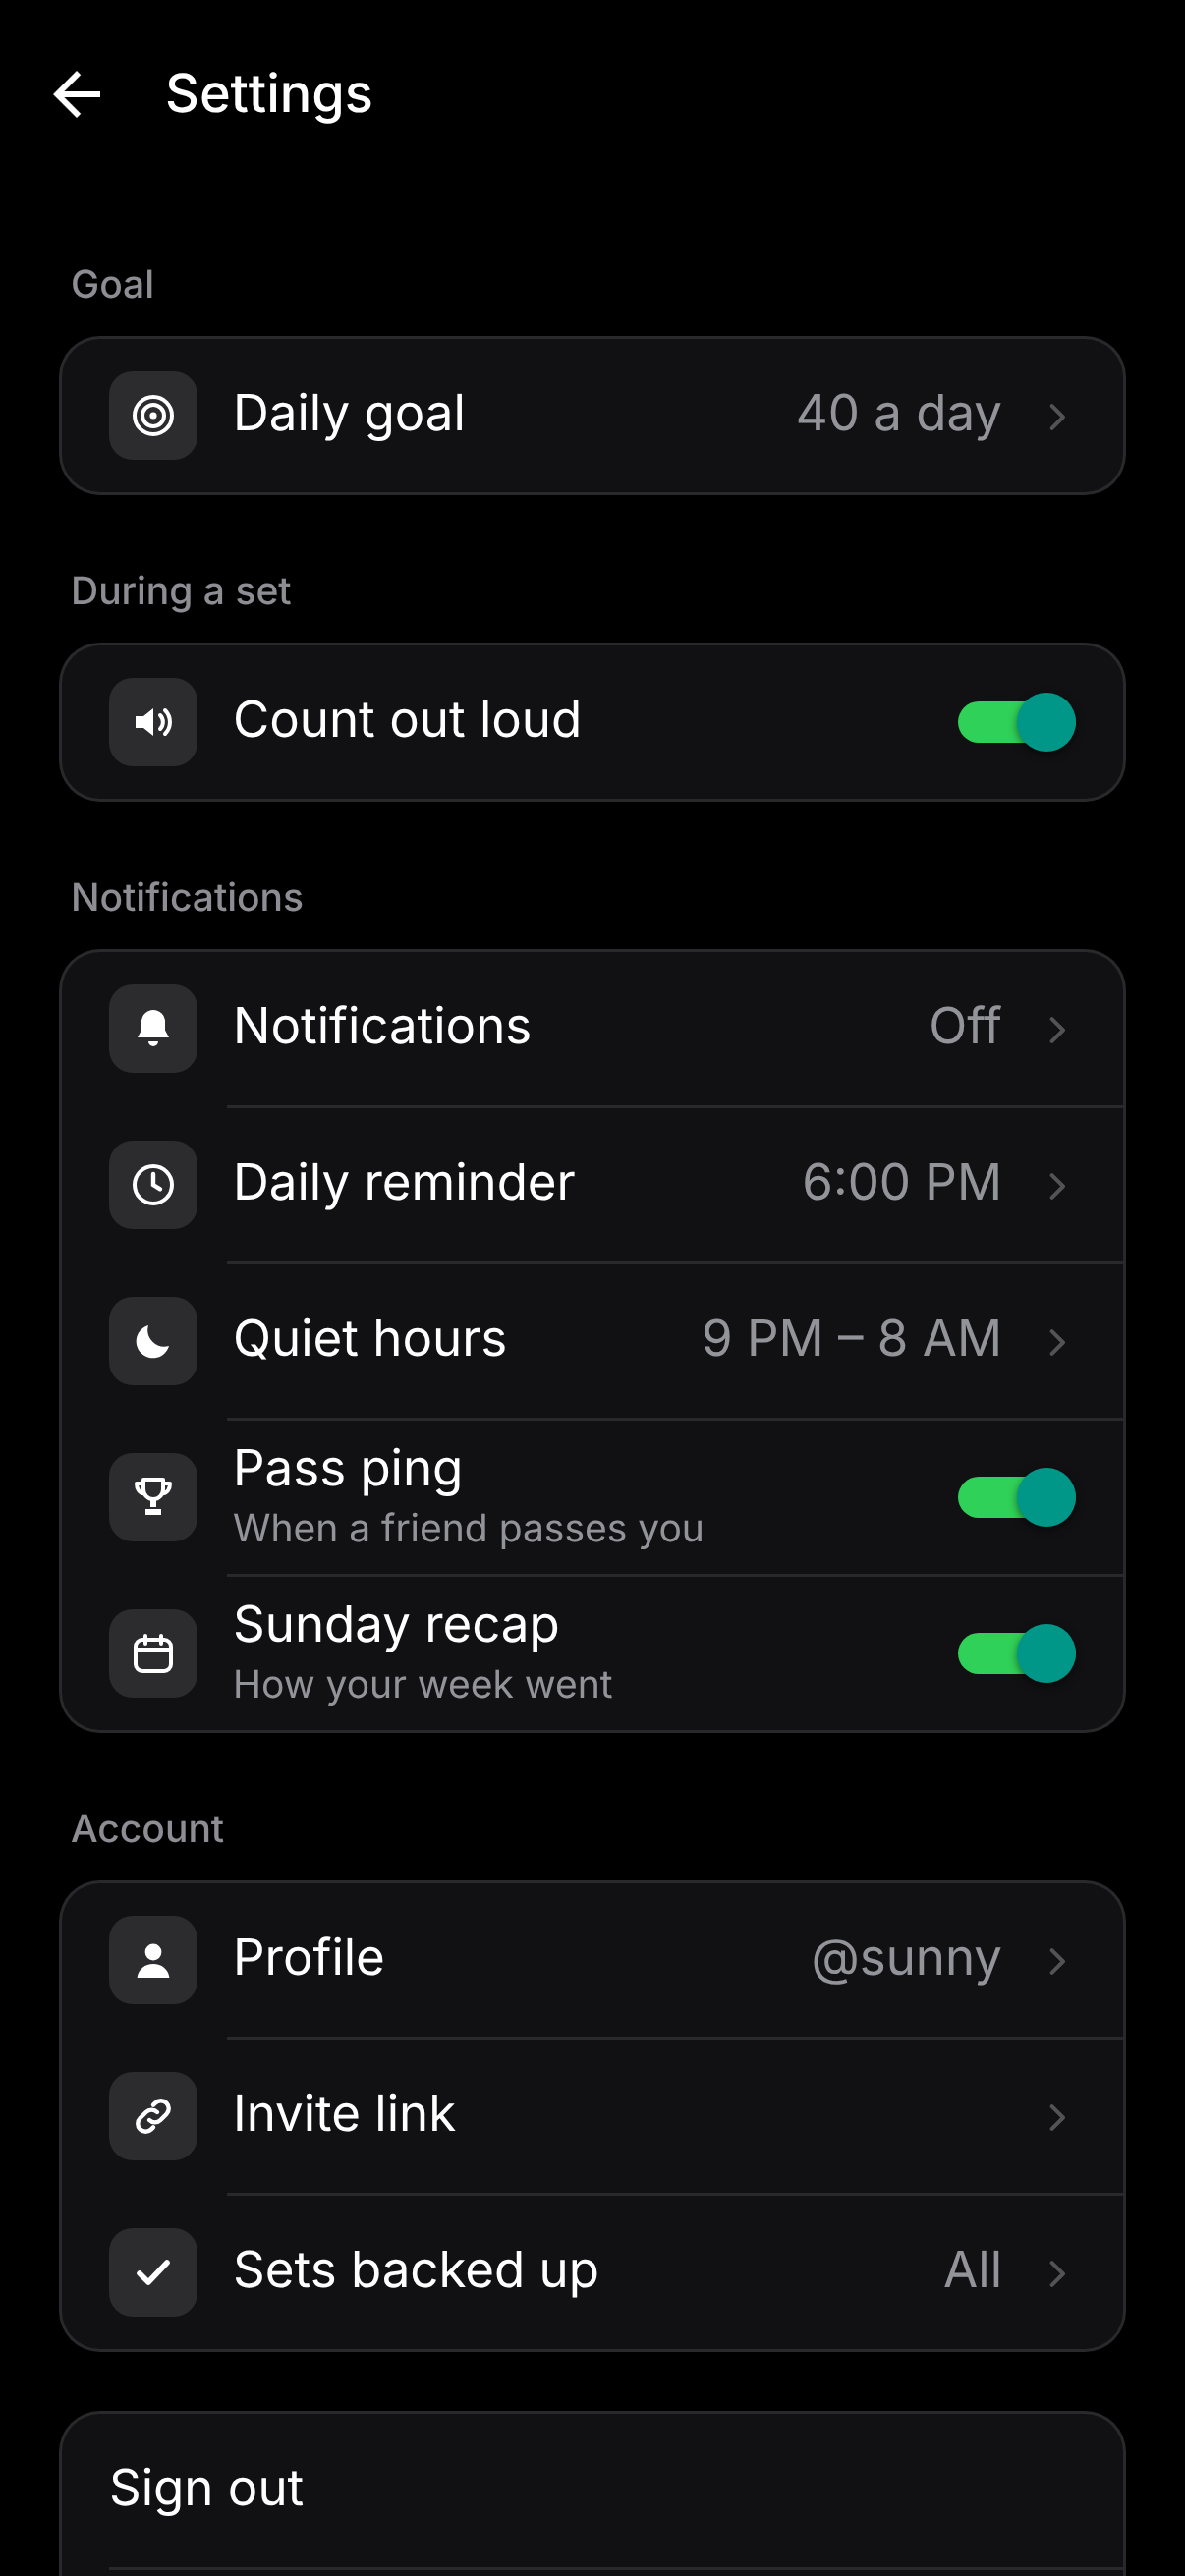 Settings
Goal
Daily goal 40 a day
During a set
Count out loud
Notifications
Notifications Off
Daily reminder 6:00 PM
Quiet hours 9 PM – 8 AM
Pass ping
When a friend passes you
Sunday recap
How your week went
Account
Profile @sunny
Invite link
Sets backed up All
Sign out